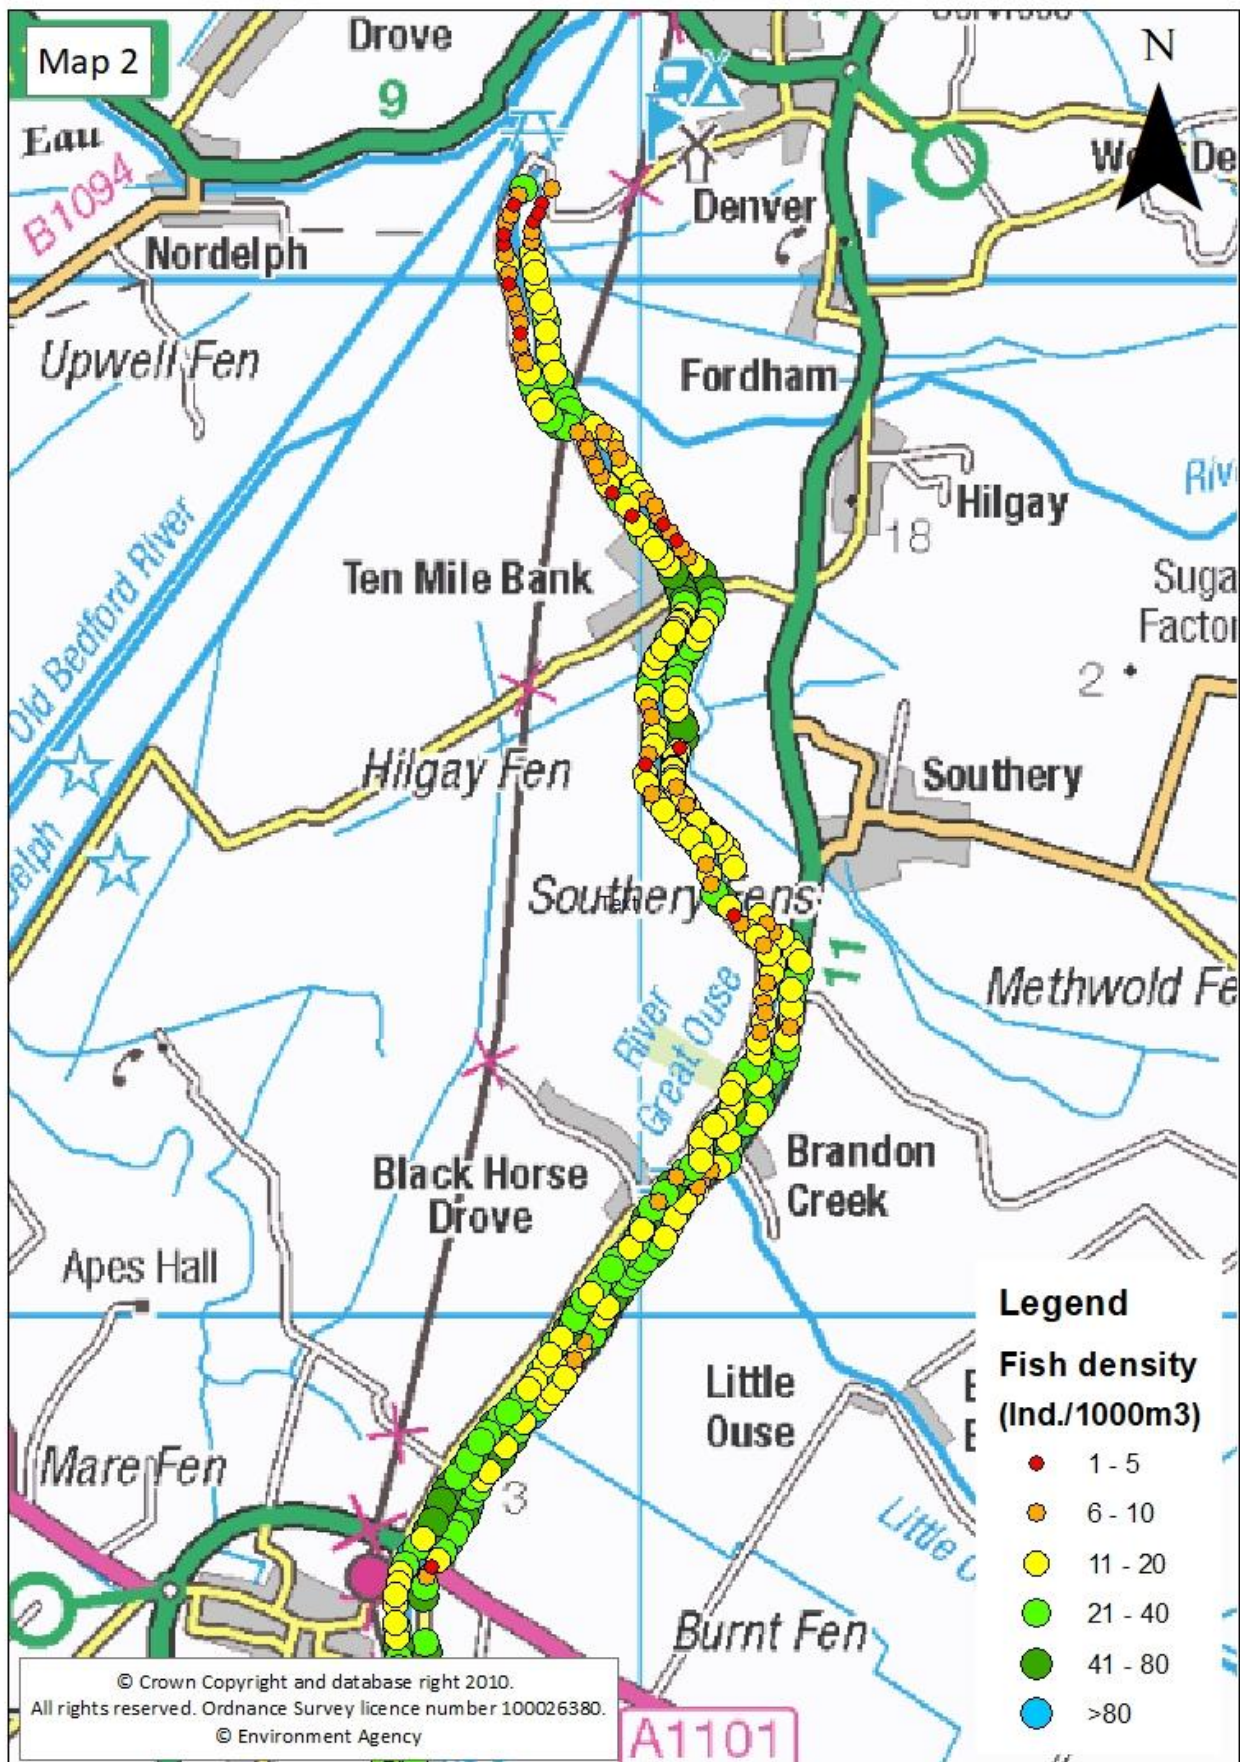 Map 2
Drove
9
N
Eau
B1094
Denver
Nordelph
Upwell Fen
Fordham
Hilgay
18
Ten Mile Bank
Old Bedford River
Suga
Factor
2
Hilgay Fen
Southery
Southery Fens
Text
11
Methwold Fe
River
Great Ouse
Brandon
Creek
Black Horse
Drove
Apes Hall
Legend
Fish density
(Ind./1000m3)
1 - 5
6 - 10
11 - 20
21 - 40
41 - 80
>80
Little
Ouse
Mare Fen
3
Little
Burnt Fen
© Crown Copyright and database right 2010.
All rights reserved. Ordnance Survey licence number 100026380.
© Environment Agency
A1101